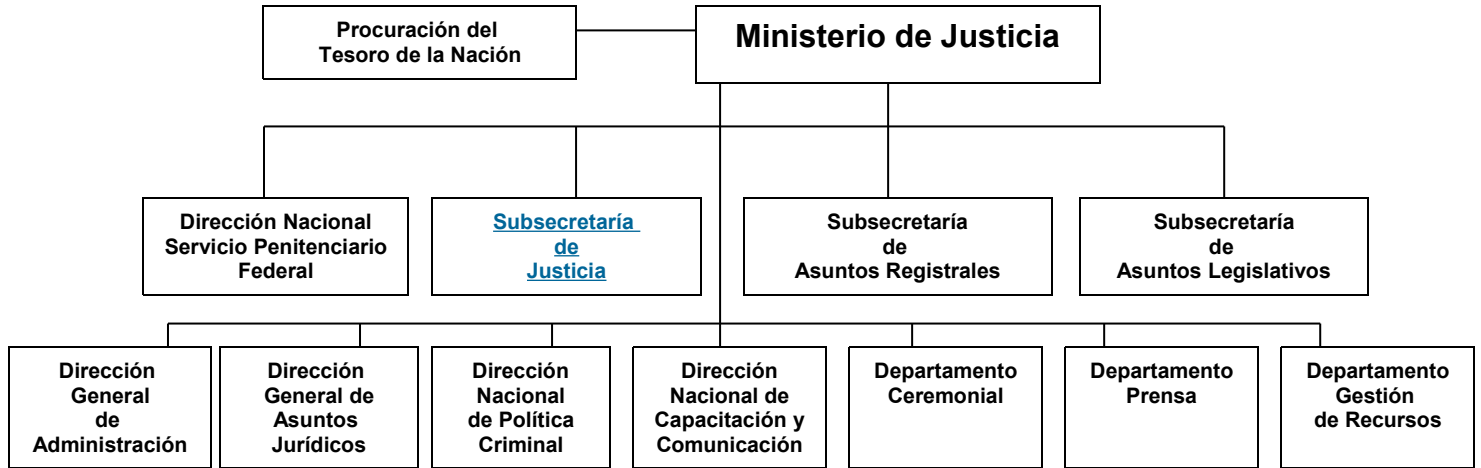 Procuración del
Tesoro de la Nación
Ministerio de Justicia
Dirección Nacional
Servicio Penitenciario
Federal
Subsecretaría
de
Justicia
Subsecretaría
de
Asuntos Registrales
Subsecretaría
de
Asuntos Legislativos
Dirección
General
de
Administración
Dirección
General de
Asuntos
Jurídicos
Dirección
Nacional
de Política
Criminal
Dirección
Nacional de
Capacitación y
Comunicación
Departamento
Ceremonial
Departamento
Prensa
Departamento
Gestión
de Recursos